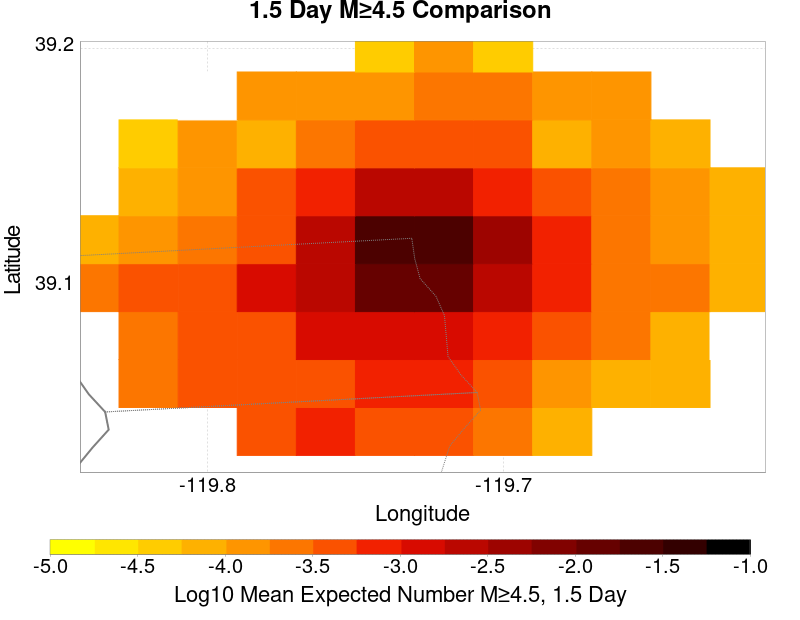 1.5 Day M≥4.5 Comparison
39.2
39.1
Latitude
-119.8 -119.7
Longitude
-5.0 -4.5 -4.0 -3.5 -3.0 -2.5 -2.0 -1.5 -1.0
Log10 Mean Expected Number M≥4.5, 1.5 Day